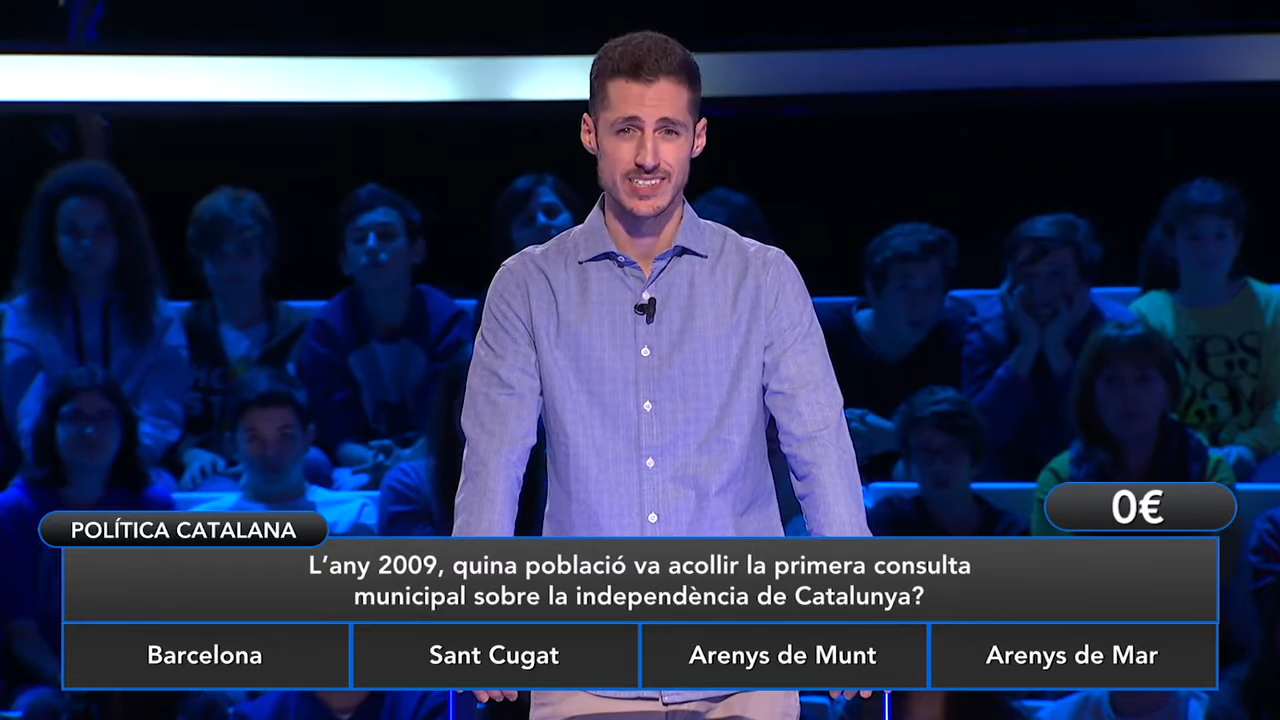 POLÍTICA CATALANA
0€
L'any 2009, quina població va acollir la primera consulta
municipal sobre la independència de Catalunya?
Barcelona
Sant Cugat
Arenys de Munt
Arenys de Mar
yes